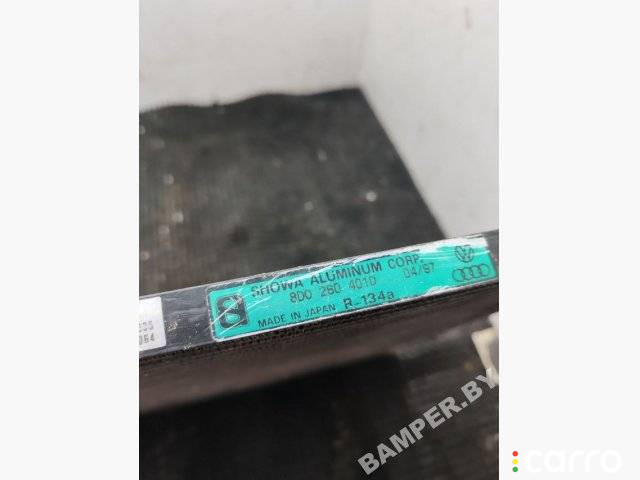 SHOWA ALUMINUM CORP.
8D0 260 401D 04/97
MADE IN JAPAN R-134a
BAMPER.BY
carro